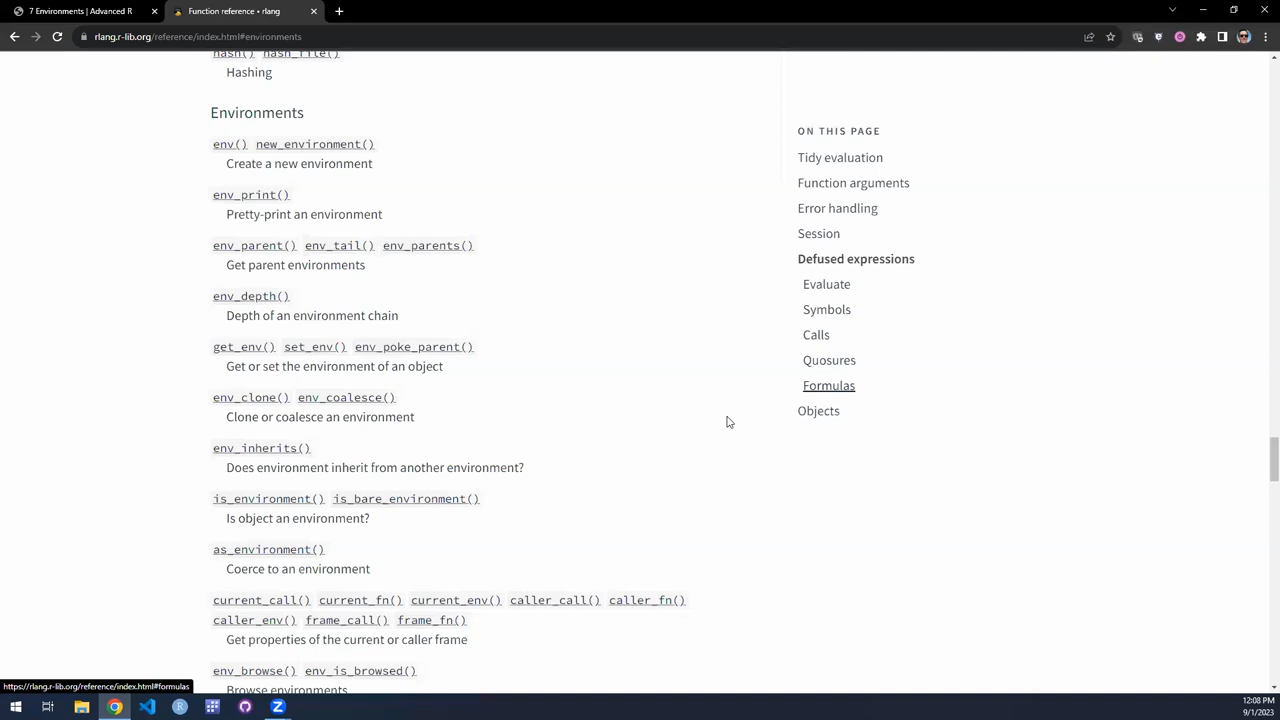 7 Environments | Advanced R
Function reference • rlang
rlang.r-lib.org/reference/index.html#environments
hash() hash_file()
Hashing
Environments
env() new_environment()
Create a new environment
env_print()
Pretty-print an environment
env_parent() env_tail() env_parents()
Get parent environments
env_depth()
Depth of an environment chain
get_env() set_env() env_poke_parent()
Get or set the environment of an object
env_clone() env_coalesce()
Clone or coalesce an environment
env_inherits()
Does environment inherit from another environment?
is_environment() is_bare_environment()
Is object an environment?
as_environment()
Coerce to an environment
current_call() current_fn() current_env() caller_call() caller_fn()
caller_env() frame_call() frame_fn()
Get properties of the current or caller frame
env_browse() env_is_browsed()
Browse environments
ON THIS PAGE
Tidy evaluation
Function arguments
Error handling
Session
Defused expressions
Evaluate
Symbols
Calls
Quosures
Formulas
Objects
https://rlang.r-lib.org/reference/index.html#formulas
12:08 PM
9/1/2023